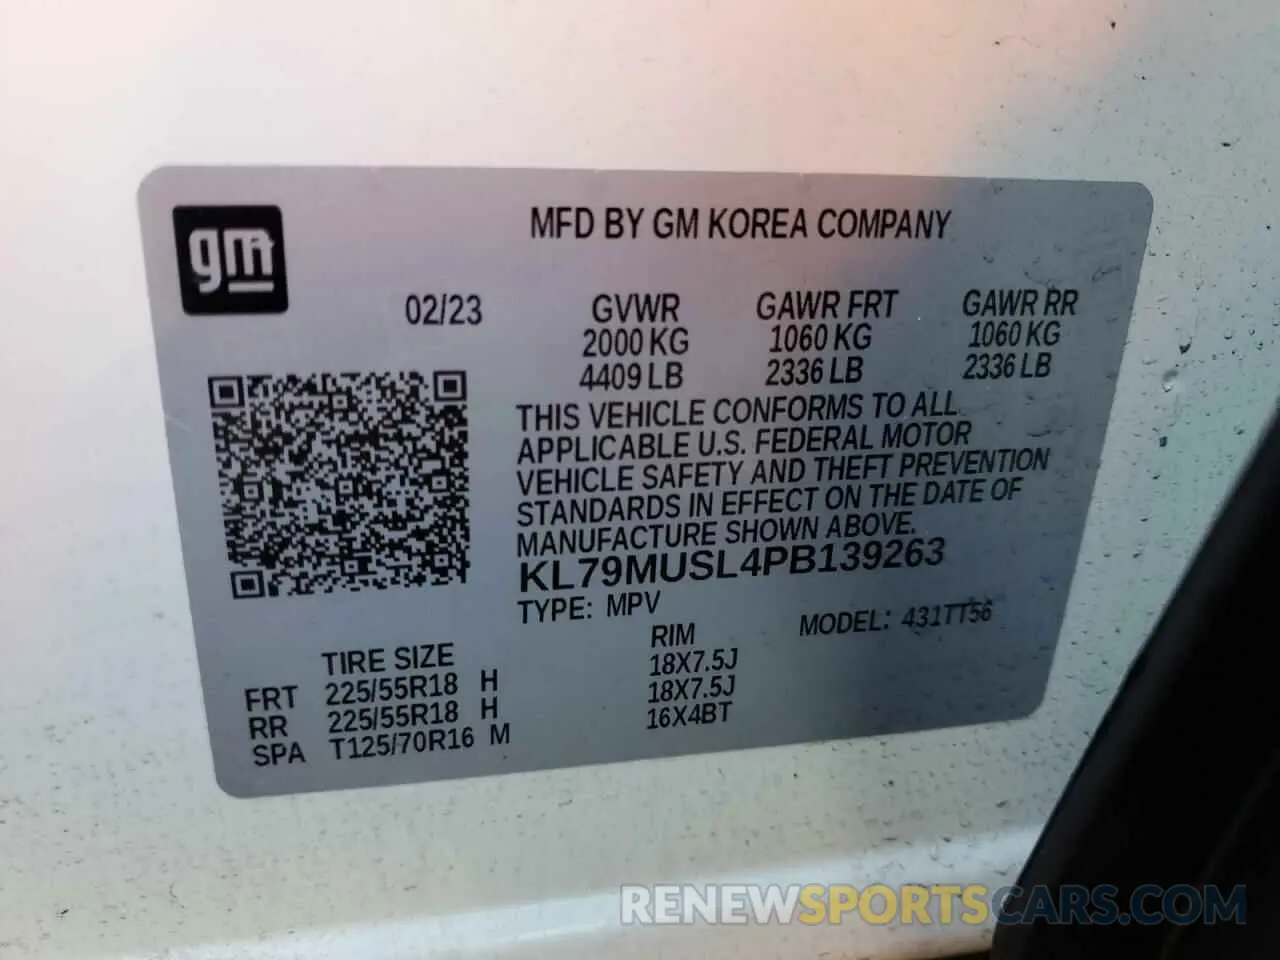 gm
MFD BY GM KOREA COMPANY
02/23 GVWR GAWR FRT GAWR RR
2000 KG 1060 KG 1060 KG
4409 LB 2336 LB 2336 LB
THIS VEHICLE CONFORMS TO ALL
APPLICABLE U.S. FEDERAL MOTOR
VEHICLE SAFETY AND THEFT PREVENTION
STANDARDS IN EFFECT ON THE DATE OF
MANUFACTURE SHOWN ABOVE.
KL79MUSL4PB139263
TYPE: MPV MODEL: 431TT56
TIRE SIZE RIM
FRT 225/55R18 H 18X7.5J
RR 225/55R18 H 18X7.5J
SPA T125/70R16 M 16X4BT
RENEWSPORTSCARS.COM